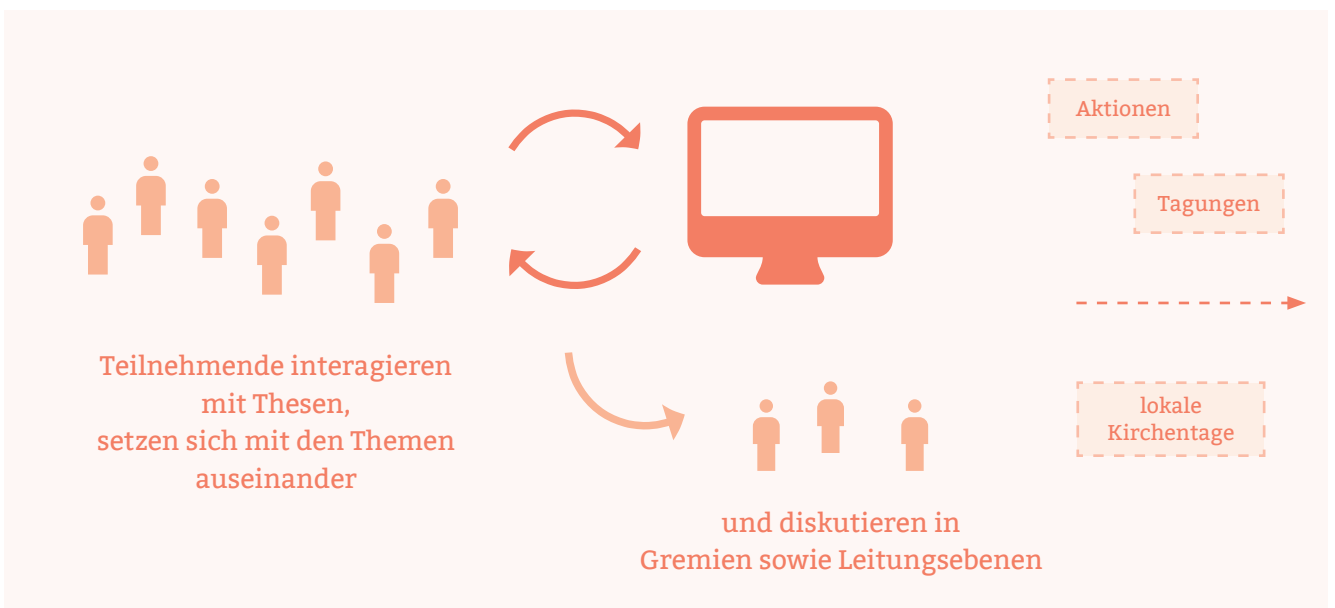 Teilnehmende interagieren
mit Thesen,
setzen sich mit den Themen
auseinander
und diskutieren in
Gremien sowie Leitungsebenen
Aktionen
Tagungen
lokale
Kirchentage